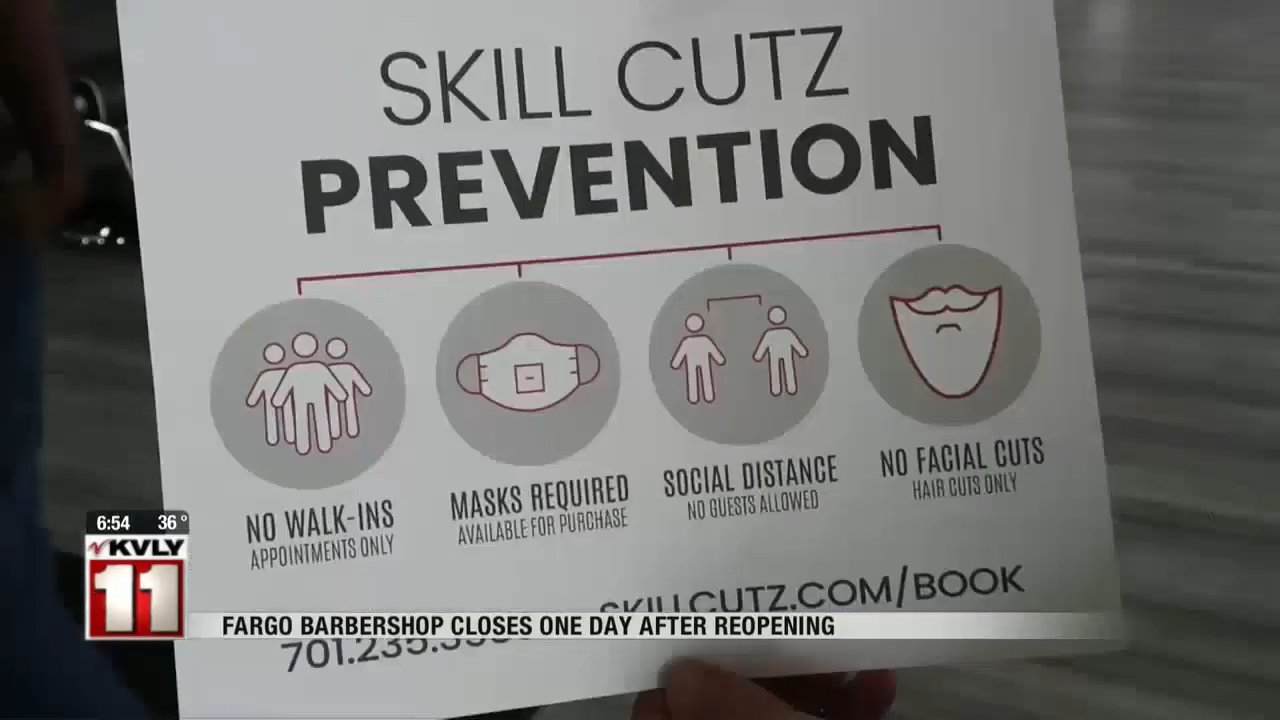 SKILL CUTZ
PREVENTION
NO WALK-INS
APPOINTMENTS ONLY
MASKS REQUIRED
AVAILABLE FOR PURCHASE
SOCIAL DISTANCE
NO GUESTS ALLOWED
NO FACIAL CUTS
HAIR CUTS ONLY
SKILLCUTZ.COM/BOOK
701.235.
6:54 36°
KVLY
11
FARGO BARBERSHOP CLOSES ONE DAY AFTER REOPENING